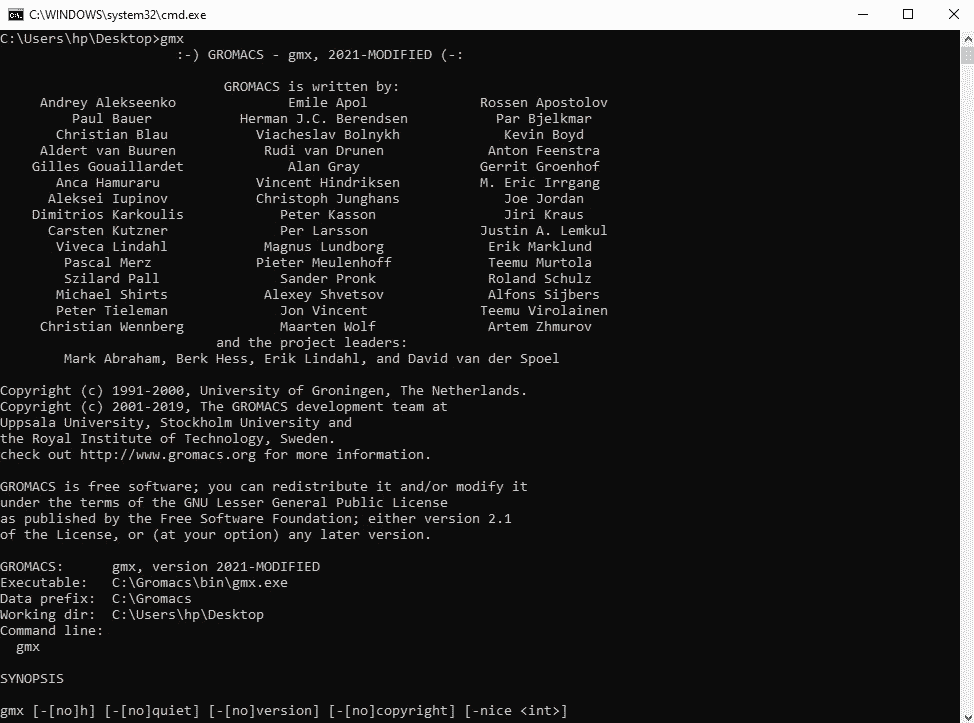 C:\WINDOWS\system32\cmd.exe
C:\Users\hp\Desktop>gmx
:-) GROMACS - gmx, 2021-MODIFIED (-:
GROMACS is written by:
Andrey Alekseenko Emile Apol Rossen Apostolov
Paul Bauer Herman J.C. Berendsen Par Bjelkmar
Christian Blau Viacheslav Bolnykh Kevin Boyd
Aldert van Buuren Rudi van Drunen Anton Feenstra
Gilles Gouaillardet Alan Gray Gerrit Groenhof
Anca Hamuraru Vincent Hindriksen M. Eric Irrgang
Aleksei Iupinov Christoph Junghans Joe Jordan
Dimitrios Karkoulis Peter Kasson Jiri Kraus
Carsten Kutzner Per Larsson Justin A. Lemkul
Viveca Lindahl Magnus Lundborg Erik Marklund
Pascal Merz Pieter Meulenhoff Teemu Murtola
Szilard Pall Sander Pronk Roland Schulz
Michael Shirts Alexey Shvetsov Alfons Sijbers
Peter Tieleman Jon Vincent Teemu Virolainen
Christian Wennberg Maarten Wolf Artem Zhmurov
and the project leaders:
Mark Abraham, Berk Hess, Erik Lindahl, and David van der Spoel
Copyright (c) 1991-2000, University of Groningen, The Netherlands.
Copyright (c) 2001-2019, The GROMACS development team at
Uppsala University, Stockholm University and
the Royal Institute of Technology, Sweden.
check out http://www.gromacs.org for more information.
GROMACS is free software; you can redistribute it and/or modify it
under the terms of the GNU Lesser General Public License
as published by the Free Software Foundation; either version 2.1
of the License, or (at your option) any later version.
GROMACS: gmx, version 2021-MODIFIED
Executable: C:\Gromacs\bin\gmx.exe
Data prefix: C:\Gromacs
Working dir: C:\Users\hp\Desktop
Command line:
gmx
SYNOPSIS
gmx [-[no]h] [-[no]quiet] [-[no]version] [-[no]copyright] [-nice <int>]